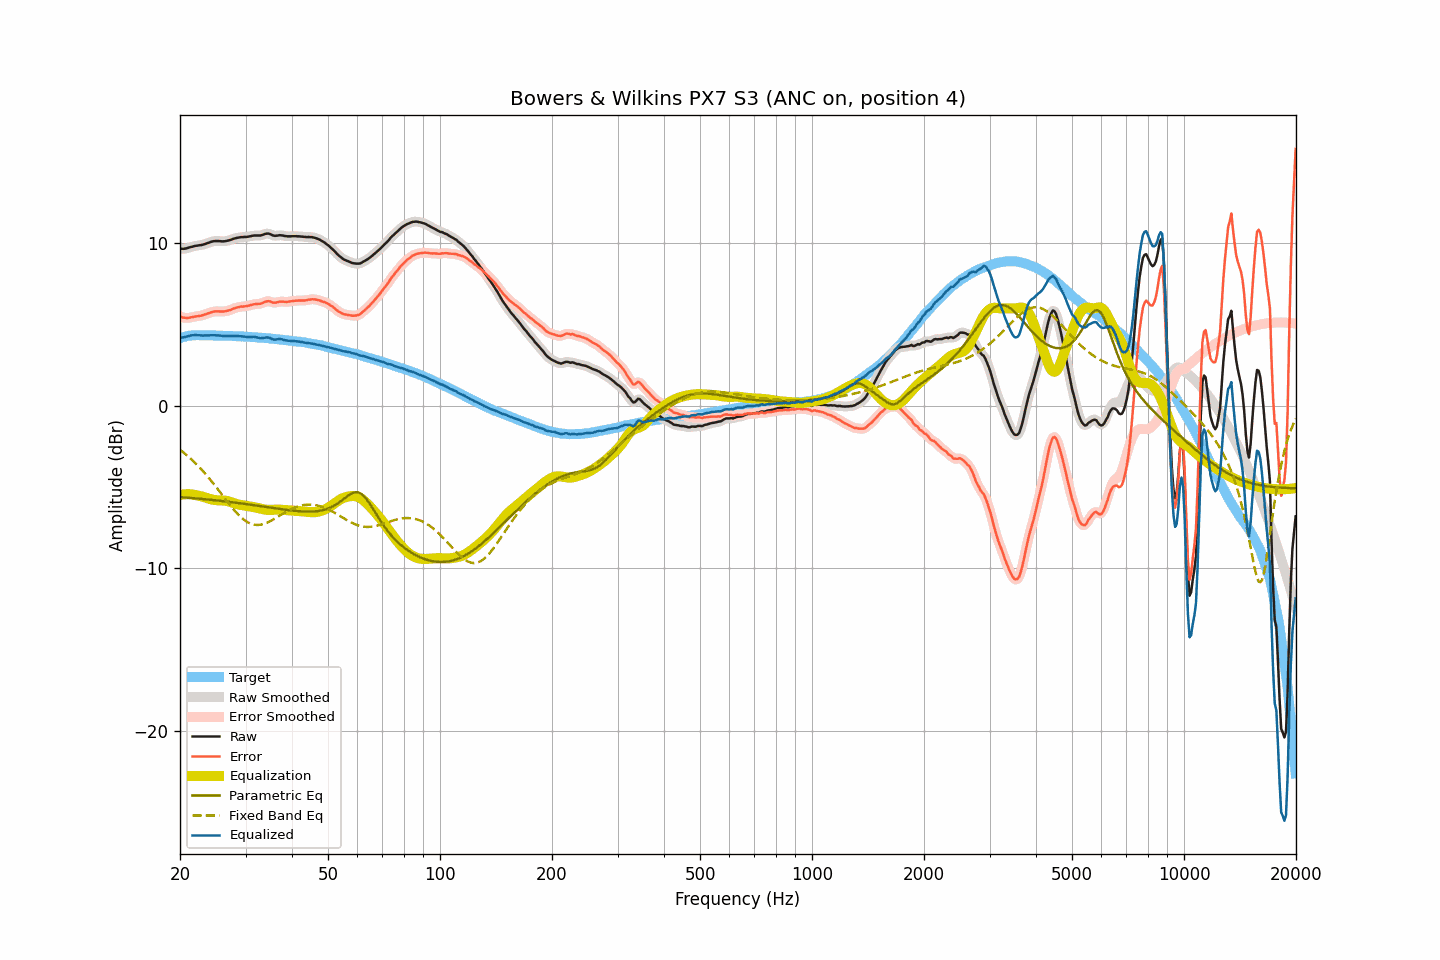 Bowers & Wilkins PX7 S3 (ANC on, position 4)
Amplitude (dBr)
10
0
−10
−20
Target
Raw Smoothed
Error Smoothed
Raw
Error
Equalization
Parametric Eq
Fixed Band Eq
Equalized
20 50 100 200 500 1000 2000 5000 10000 20000
Frequency (Hz)